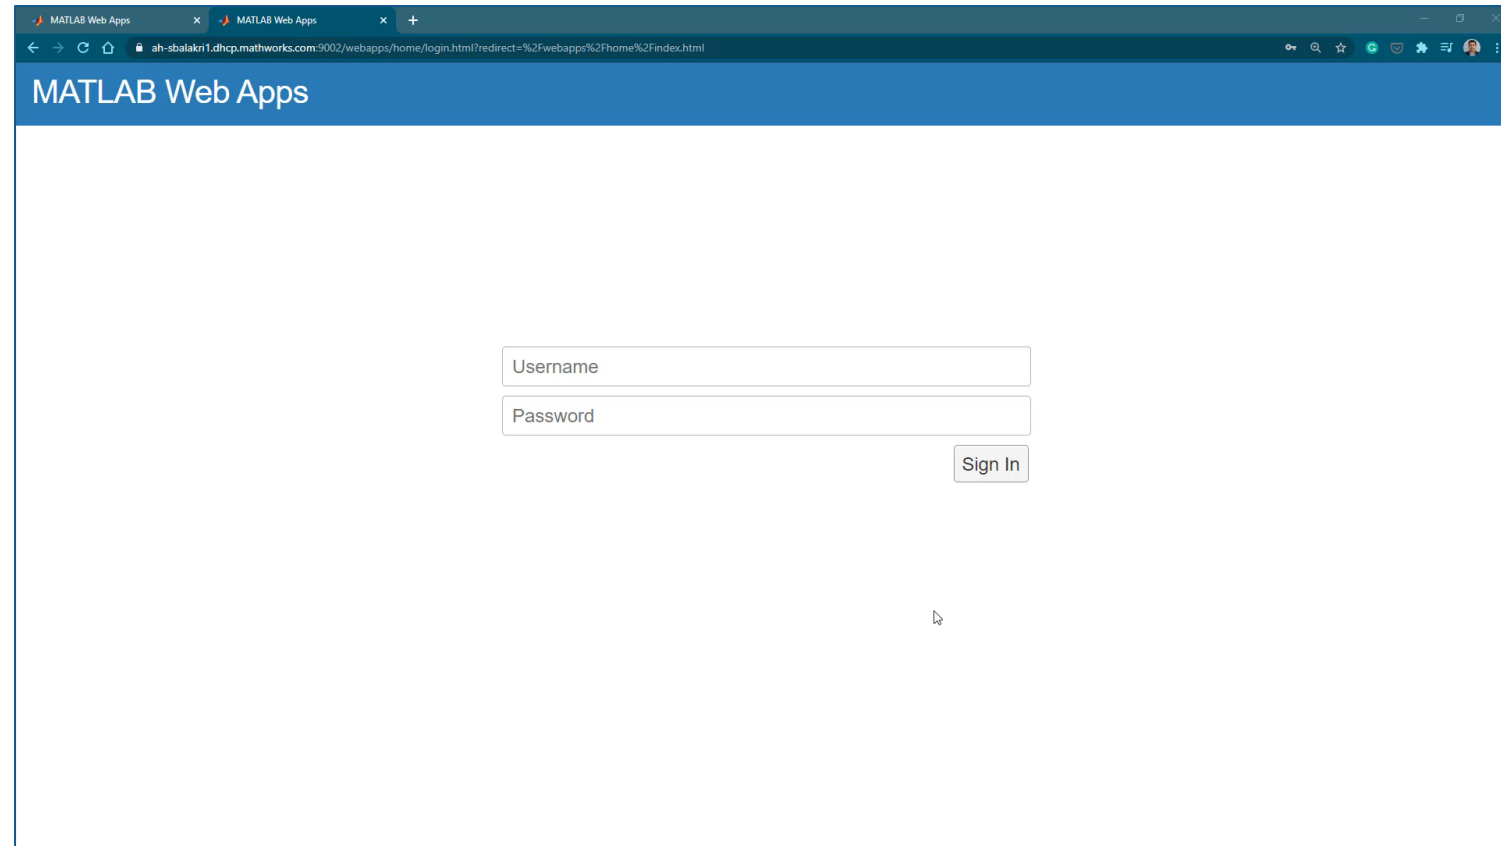 MATLAB Web Apps
MATLAB Web Apps
ah-sbalakri1.dhcp.mathworks.com:9002/webapps/home/login.html?redirect=%2Fwebapps%2Fhome%2Findex.html
MATLAB Web Apps
Username
Password
Sign In